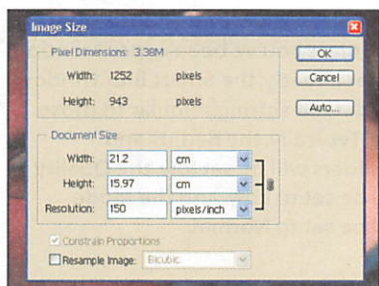 Image Size
Pixel Dimensions: 3.38M
OK
Width: 1252 pixels
Cancel
Height: 943 pixels
Auto...
Document Size
Width: 21.2 cm
Height: 15.97 cm
Resolution: 150 pixels/inch
Constrain Proportions
Resample Image: Bicubic